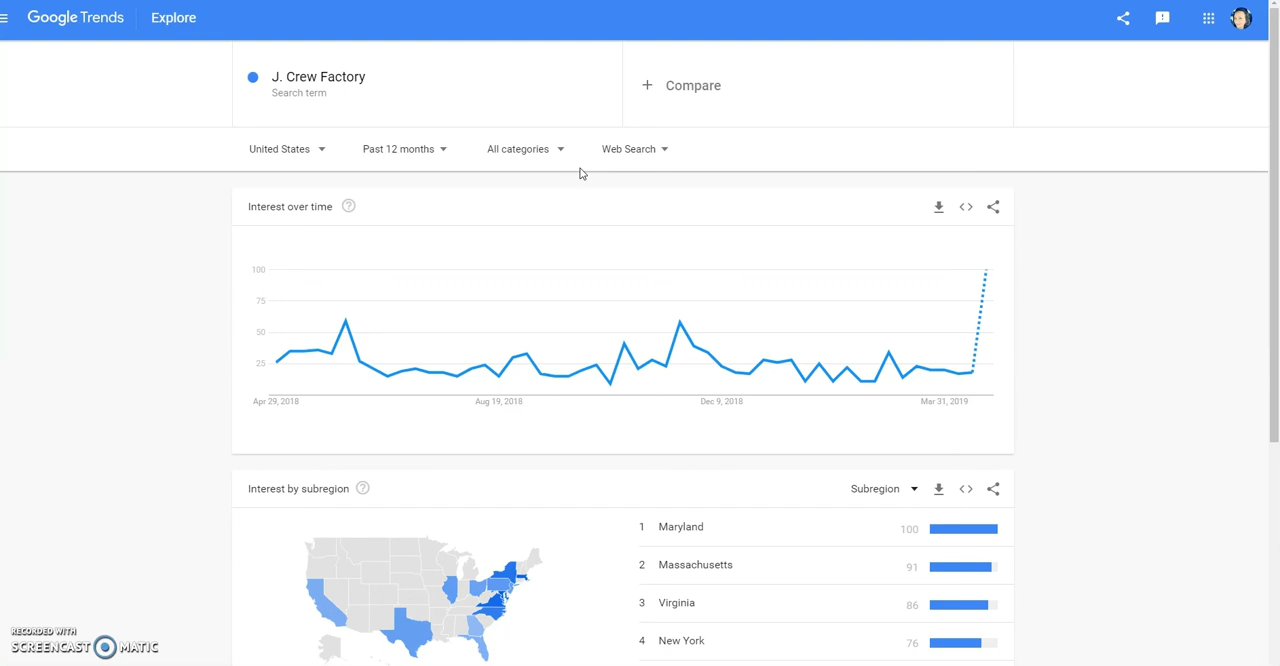 Google Trends Explore
J. Crew Factory
Search term
+ Compare
United States Past 12 months All categories Web Search
Interest over time ?
100
75
50
25
Apr 29, 2018 Aug 19, 2018 Dec 9, 2018 Mar 31, 2019
Interest by subregion ? Subregion
1 Maryland 100
2 Massachusetts 91
3 Virginia 86
4 New York 76
RECORDED WITH
SCREENCAST MATIC